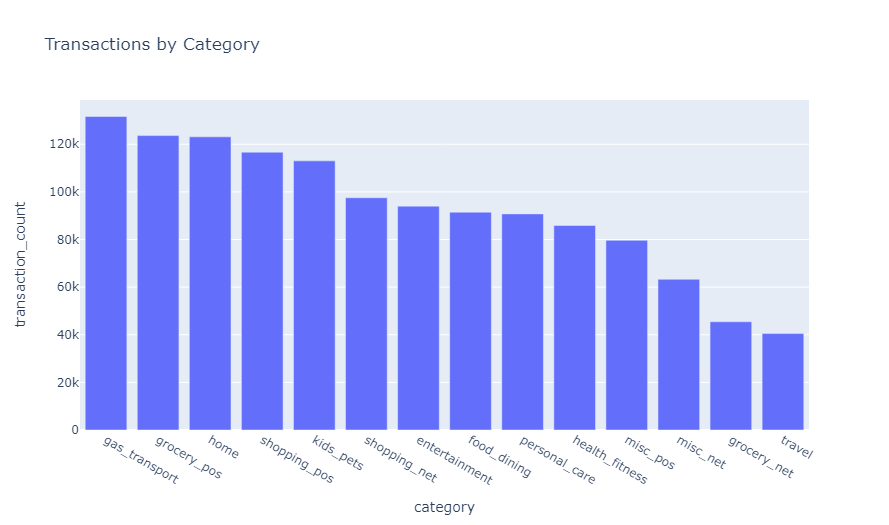 Transactions by Category
transaction_count
120k
100k
80k
60k
40k
20k
0
gas_transport
grocery_pos
home
shopping_pos
kids_pets
shopping_net
entertainment
food_dining
personal_care
health_fitness
misc_pos
misc_net
grocery_net
travel
category